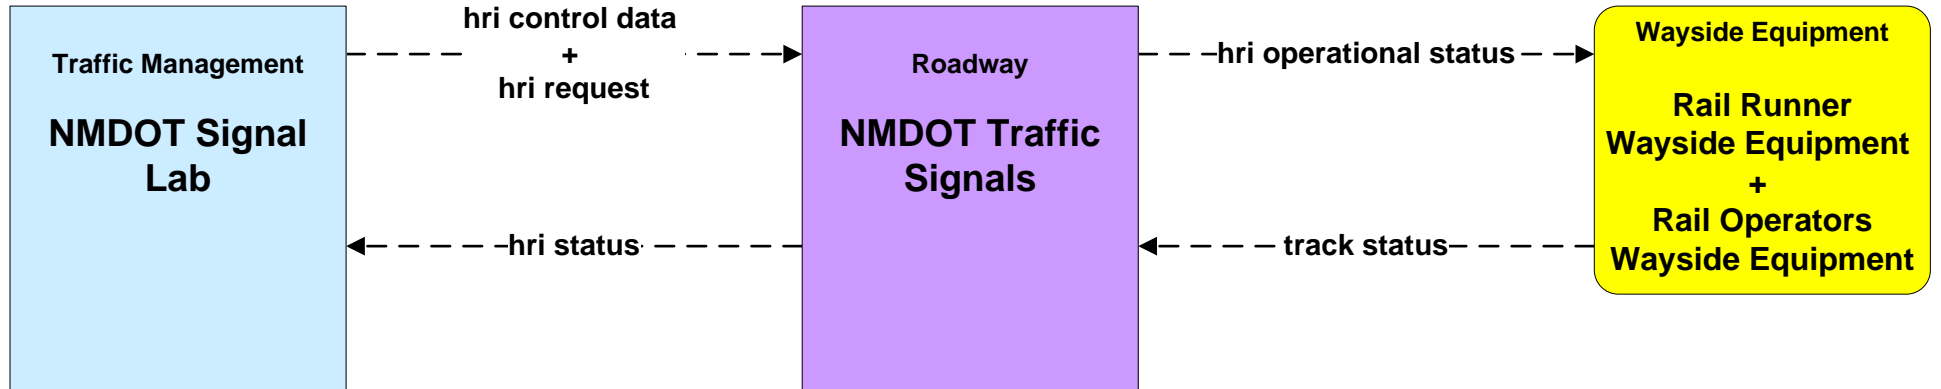 Traffic Management
NMDOT Signal
Lab
hri control data
+
hri request
hri status
Roadway
NMDOT Traffic
Signals
hri operational status
track status
Wayside Equipment
Rail Runner
Wayside Equipment
+
Rail Operators
Wayside Equipment